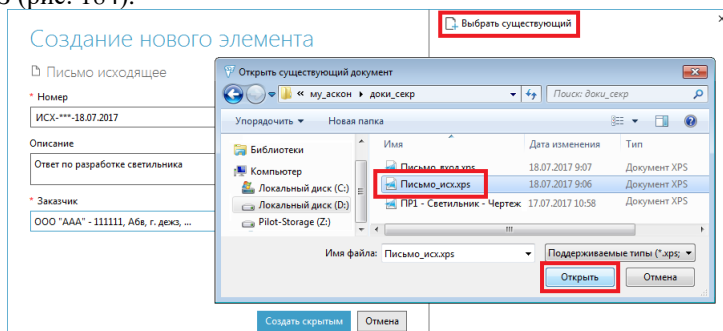 (рис. 184).
Создание нового элемента
Выбрать существующий
Письмо исходящее
* Номер
ИСХ-***-18.07.2017
Описание
Ответ по разработке светильника
* Заказчик
ООО "ААА" - 111111, Абв, г. дежз, ...
Создать скрытым
Отмена
Открыть существующий документ
« му_аскон ▸ доки_секр
Поиск: доки_секр
Упорядочить ▾ Новая папка
Библиотеки
Компьютер
Локальный диск (C:)
Локальный диск (D:)
Pilot-Storage (Z:)
Имя Дата изменения Тип
Письмо_вход.xps 18.07.2017 9:07 Документ XPS
Письмо_исх.xps 18.07.2017 9:06 Документ XPS
ПР1 - Светильник - Чертеж 17.07.2017 10:58 Документ XPS
Имя файла: Письмо_исх.xps
Поддерживаемые типы (*.xps;
Открыть
Отмена